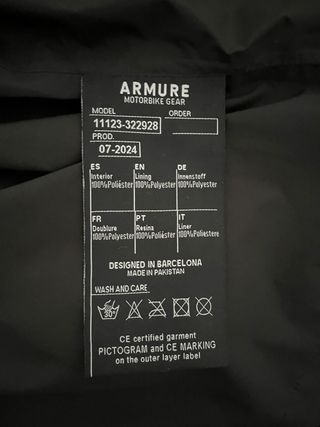 ARMURE
MOTORBIKE GEAR
MODEL ORDER
11123-322928
PROD.
07-2024
ES EN DE
Interior Lining Innenstoff
100%Poliéster 100%Polyester 100%Polyester
FR PT IT
Doublure Resina Liner
100%Polyester 100%Poliéster 100%Poliestere
DESIGNED IN BARCELONA
MADE IN PAKISTAN
WASH AND CARE
30°
CE certified garment
PICTOGRAM and CE MARKING
on the outer layer label